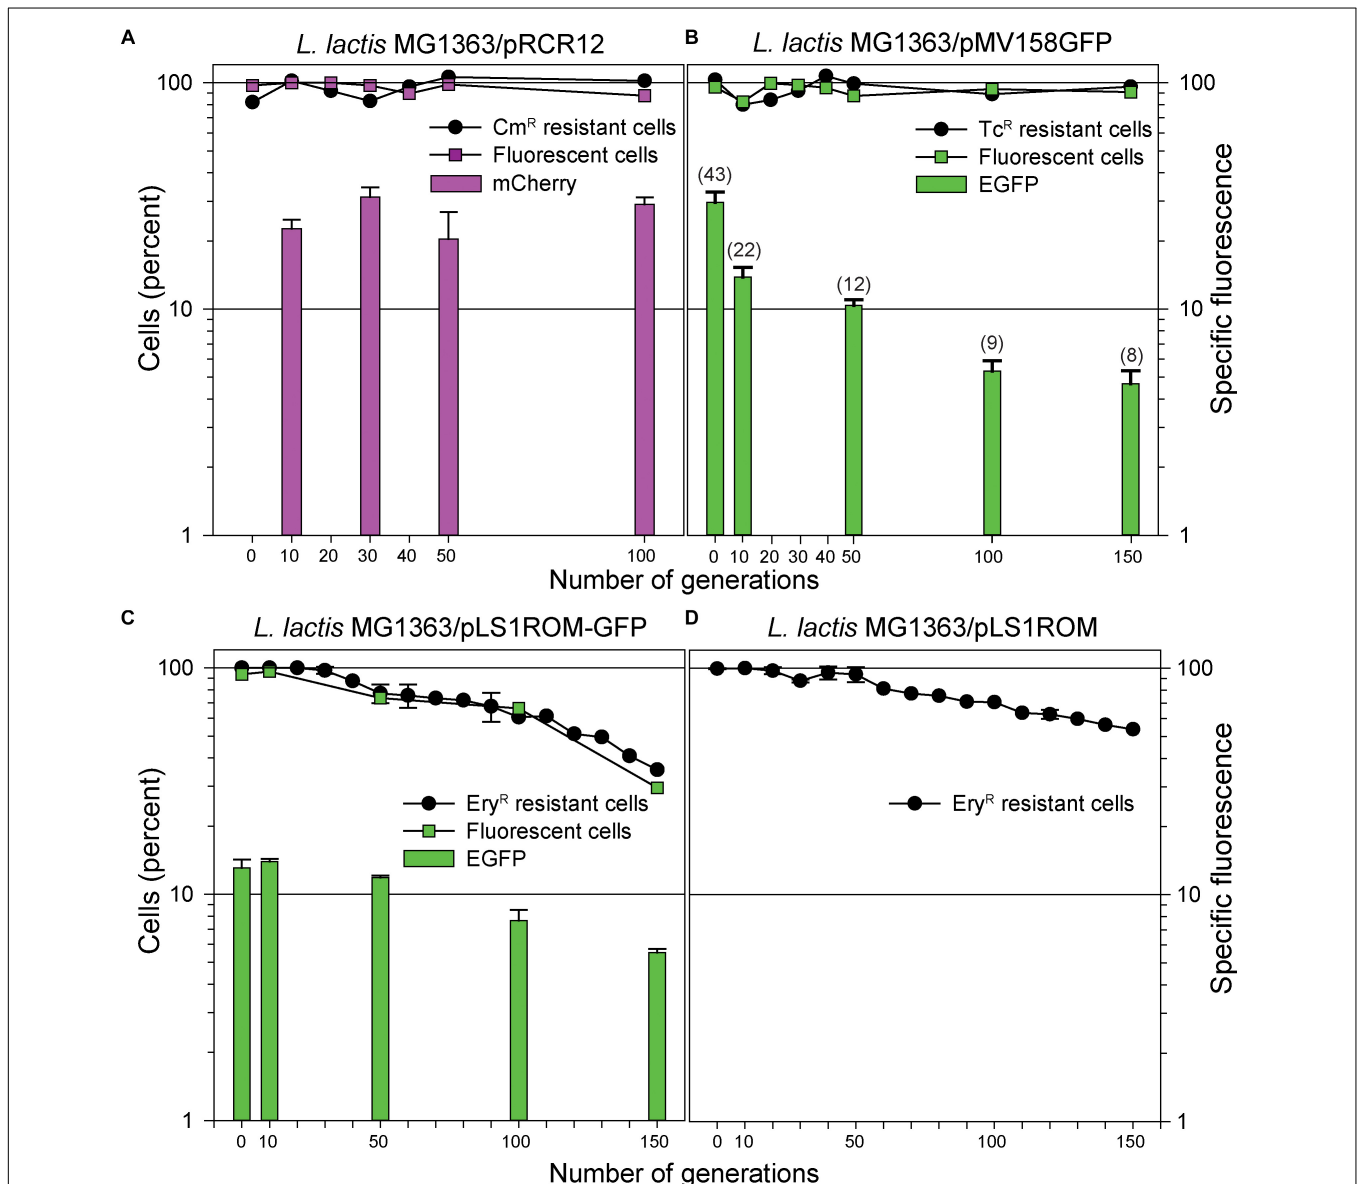 A
L. lactis MG1363/pRCR12
100
10
1
Cells (percent)
Cm^R resistant cells
Fluorescent cells
mCherry
0 10 20 30 40 50 100
B
L. lactis MG1363/pMV158GFP
100
10
1
Specific fluorescence
Tc^R resistant cells
Fluorescent cells
EGFP
(43)
(22)
(12)
(9)
(8)
0 10 20 30 40 50 100 150
Number of generations
C
L. lactis MG1363/pLS1ROM-GFP
100
10
1
Cells (percent)
Ery^R resistant cells
Fluorescent cells
EGFP
0 10 50 100 150
D
L. lactis MG1363/pLS1ROM
100
10
1
Specific fluorescence
Ery^R resistant cells
0 10 50 100 150
Number of generations